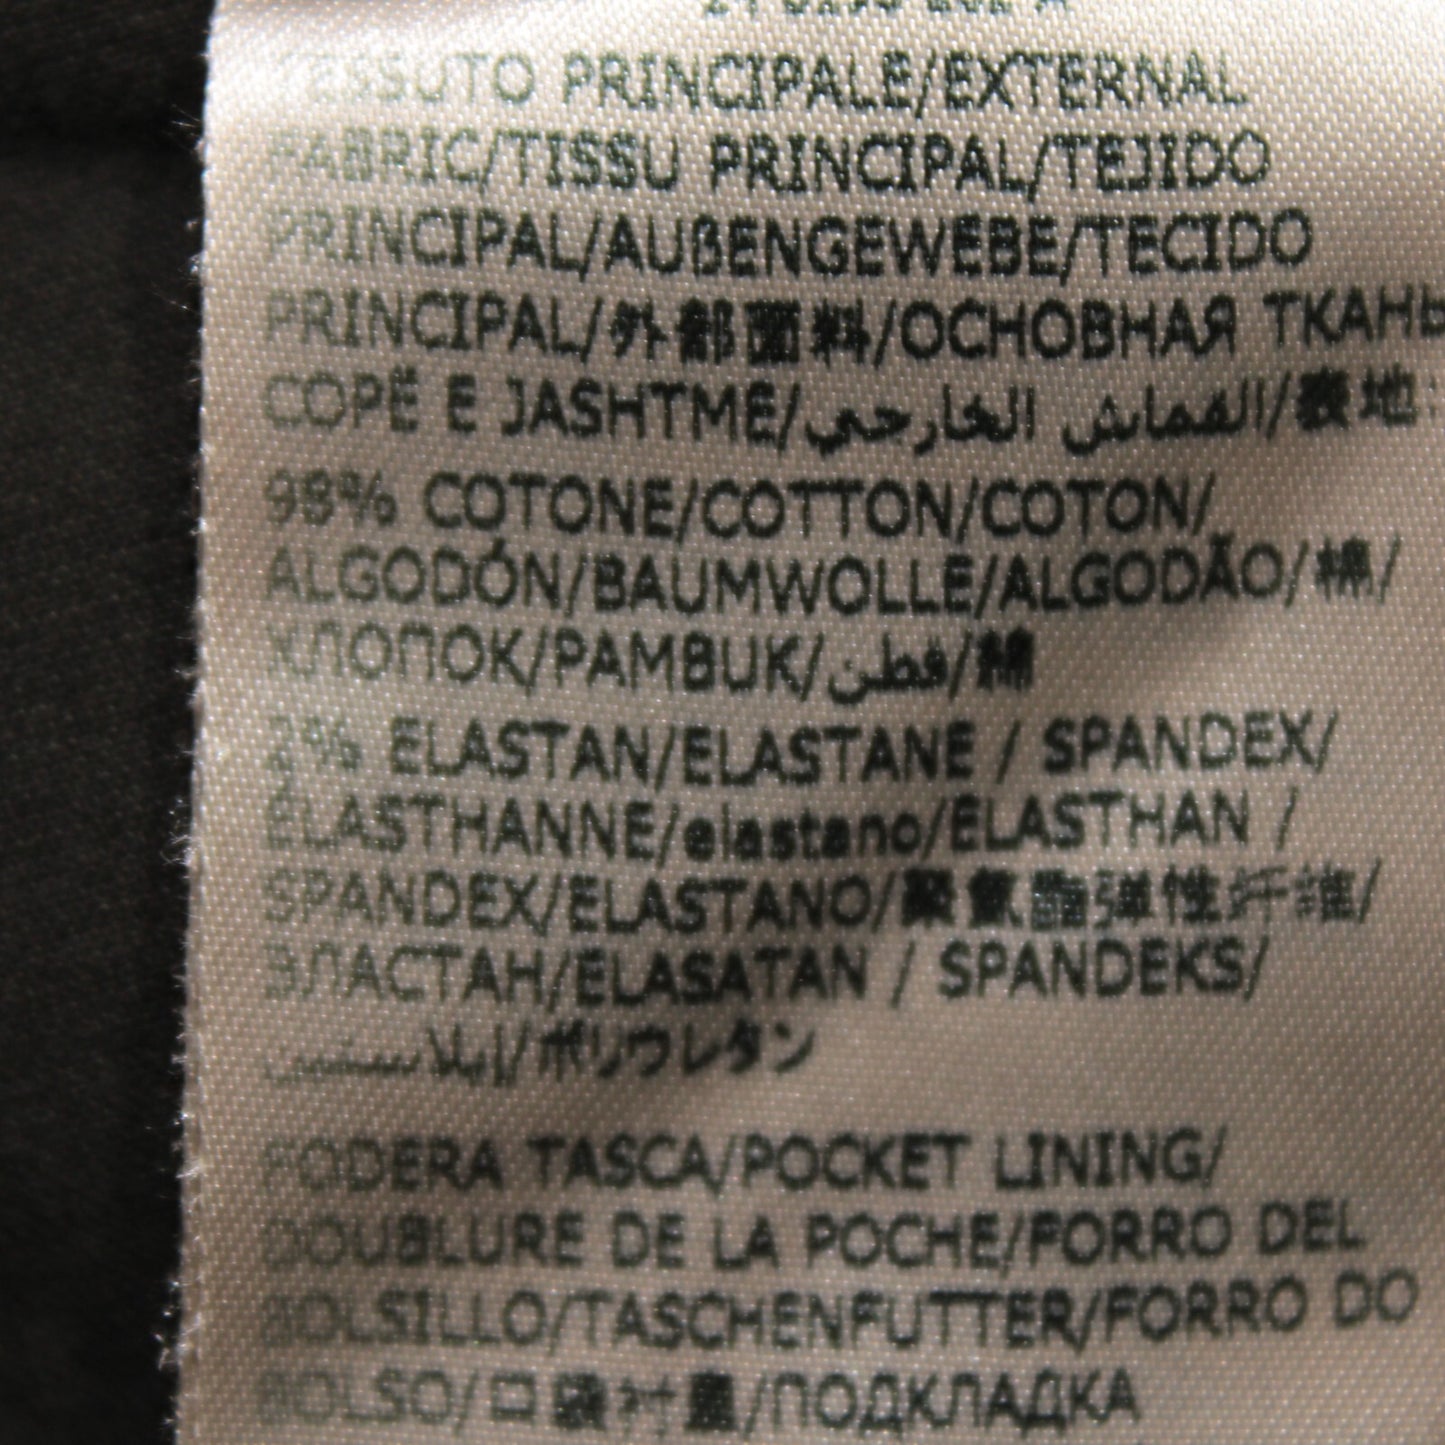 TESSUTO PRINCIPALE/EXTERNAL
FABRIC/TISSU PRINCIPAL/TEJIDO
PRINCIPAL/AUßENGEWEBE/TECIDO
PRINCIPAL/外部面料/ОСНОВНАЯ ТКАНЬ
COPË E JASHTME/القماش الخارجي/表地:
98% COTONE/COTTON/COTON/
ALGODÓN/BAUMWOLLE/ALGODÃO/棉/
ХЛОПОК/PAMBUK/قطن/綿
2% ELASTAN/ELASTANE / SPANDEX/
ÉLASTHANNE/elastano/ELASTHAN /
SPANDEX/ELASTANO/聚氨酯弹性纤维/
ЭЛАСТАН/ELASATAN / SPANDEKS/
إيلاستين/ポリウレタン
FODERA TASCA/POCKET LINING/
DOUBLURE DE LA POCHE/FORRO DEL
BOLSILLO/TASCHENFUTTER/FORRO DO
BOLSO/口袋衬里/ПОДКЛАДКА